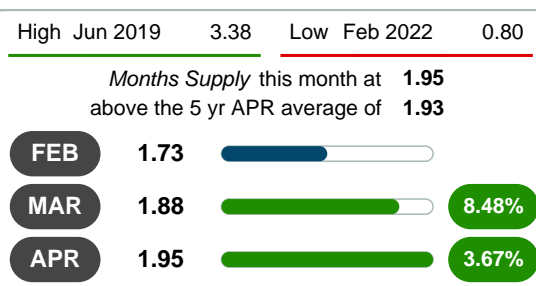 High Jun 2019 3.38 Low Feb 2022 0.80
Months Supply this month at 1.95
above the 5 yr APR average of 1.93
FEB 1.73
MAR 1.88 8.48%
APR 1.95 3.67%